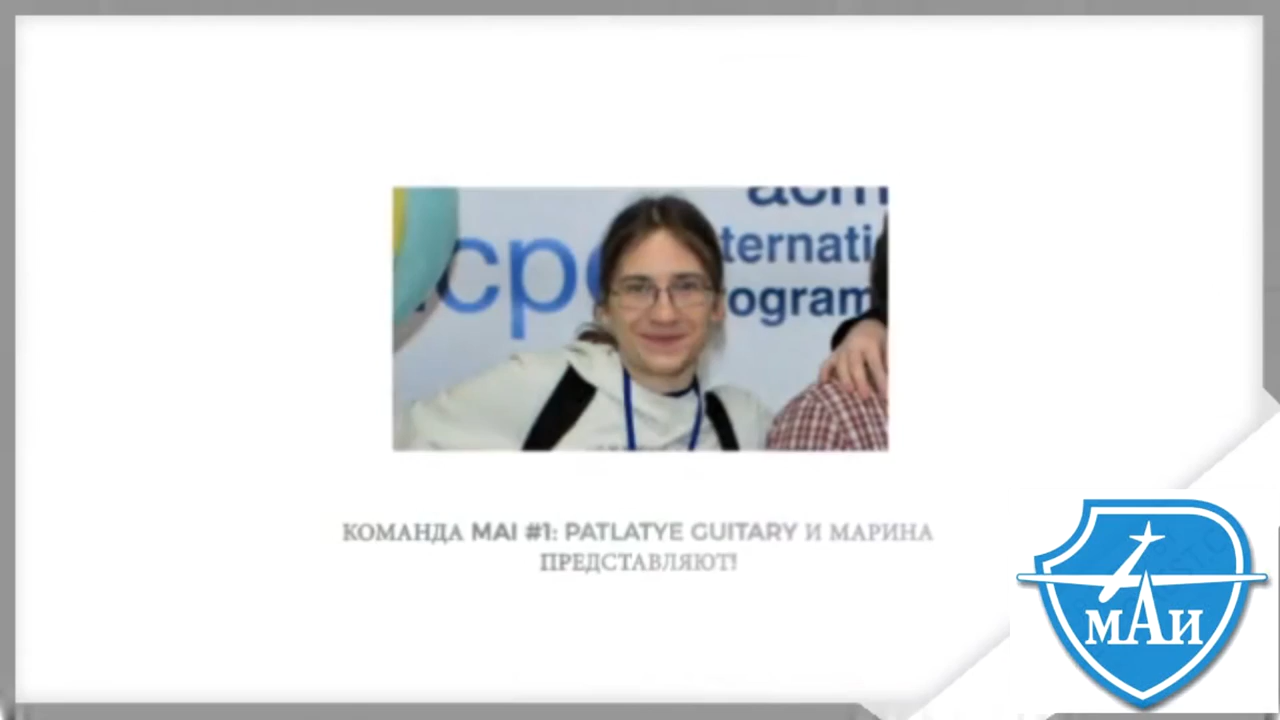 acm
cpc
ternati
ogram
КОМАНДА MAI #1: PATLATYE GUITARY И МАРИНА
ПРЕДСТАВЛЯЮТ!
МАИ